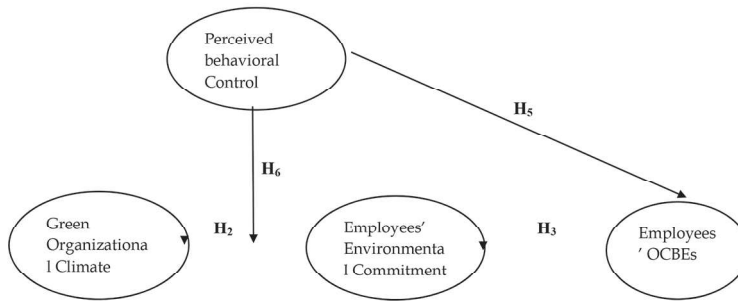 Perceived
behavioral
Control
H5
H6
Green
Organizationa
l Climate
H2
Employees'
Environmenta
l Commitment
H3
Employees
' OCBEs